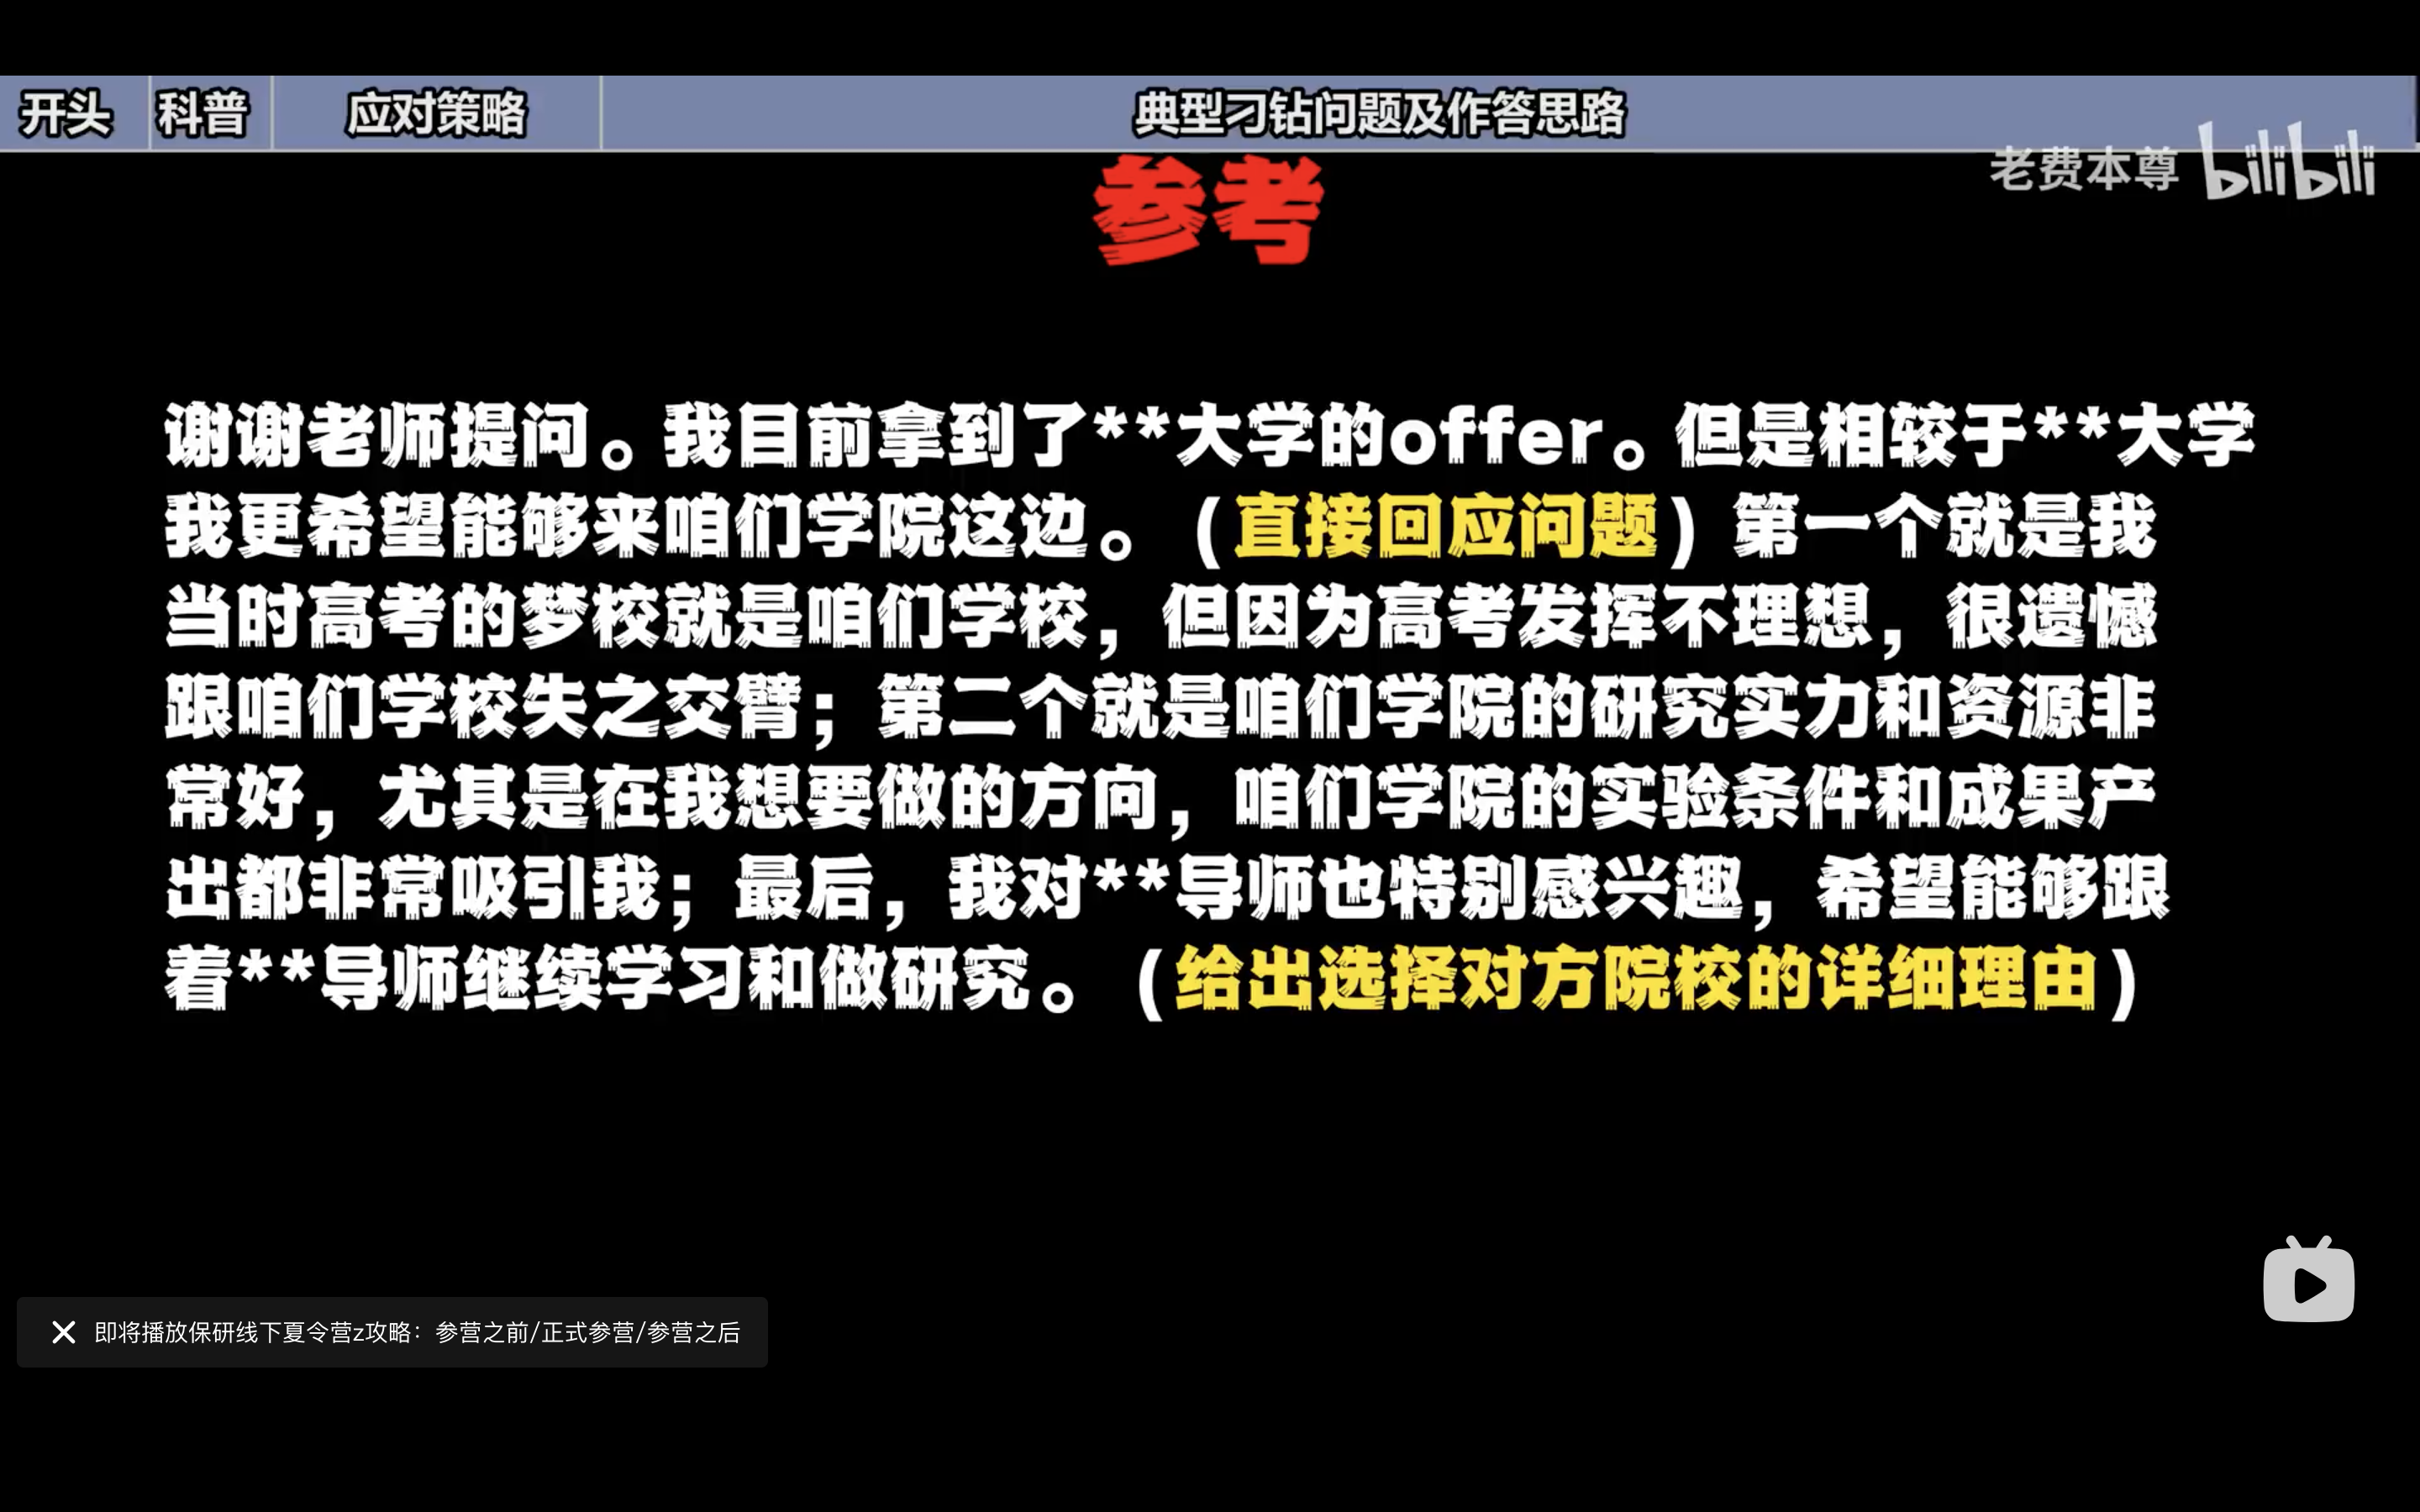 开头 科普 应对策略 典型刁钻问题及作答思路
老费本尊 bilibili
参考
谢谢老师提问。我目前拿到了**大学的offer。但是相较于**大学
我更希望能够来咱们学院这边。（直接回应问题）第一个就是我
当时高考的梦校就是咱们学校，但因为高考发挥不理想，很遗憾
跟咱们学校失之交臂；第二个就是咱们学院的研究实力和资源非
常好，尤其是在我想要做的方向，咱们学院的实验条件和成果产
出都非常吸引我；最后，我对**导师也特别感兴趣，希望能够跟
着**导师继续学习和做研究。（给出选择对方院校的详细理由）
即将播放保研线下夏令营z攻略：参营之前/正式参营/参营之后